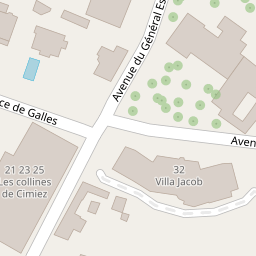 Avenue du Général Es
ce de Galles
Aven
21 23 25
Les collines
de Cimiez
32
Villa Jacob